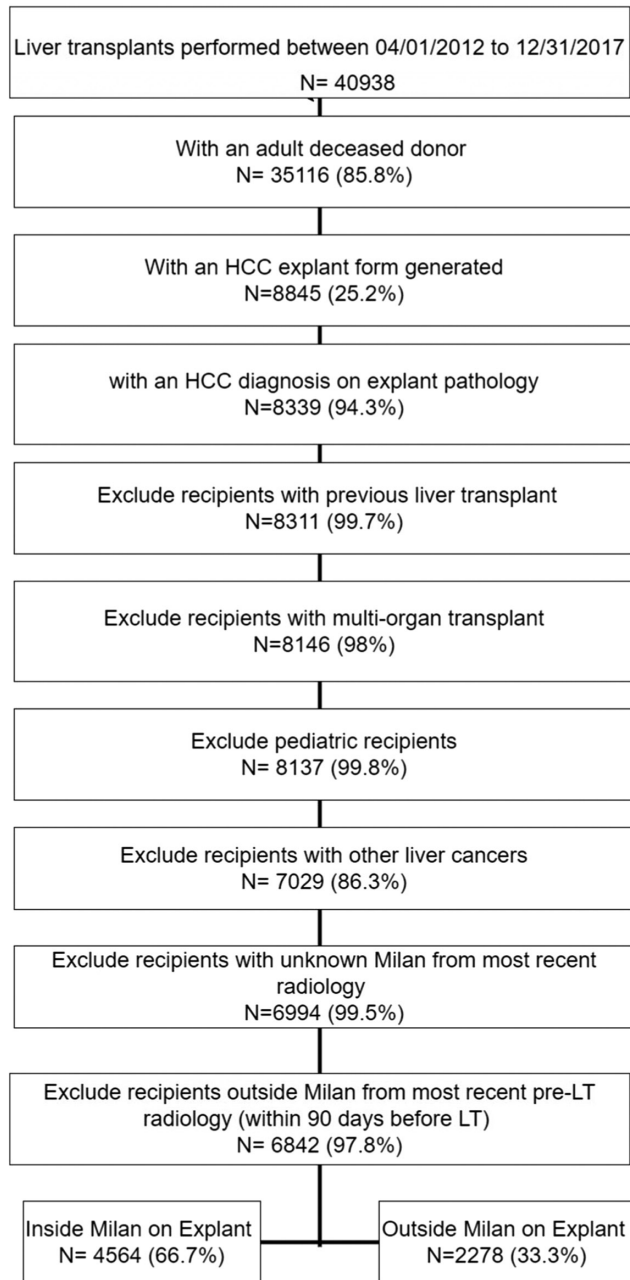 Liver transplants performed between 04/01/2012 to 12/31/2017
N= 40938
With an adult deceased donor
N= 35116 (85.8%)
With an HCC explant form generated
N=8845 (25.2%)
with an HCC diagnosis on explant pathology
N=8339 (94.3%)
Exclude recipients with previous liver transplant
N=8311 (99.7%)
Exclude recipients with multi-organ transplant
N=8146 (98%)
Exclude pediatric recipients
N= 8137 (99.8%)
Exclude recipients with other liver cancers
N= 7029 (86.3%)
Exclude recipients with unknown Milan from most recent
radiology
N=6994 (99.5%)
Exclude recipients outside Milan from most recent pre-LT
radiology (within 90 days before LT)
N= 6842 (97.8%)
Inside Milan on Explant
N= 4564 (66.7%)
Outside Milan on Explant
N=2278 (33.3%)